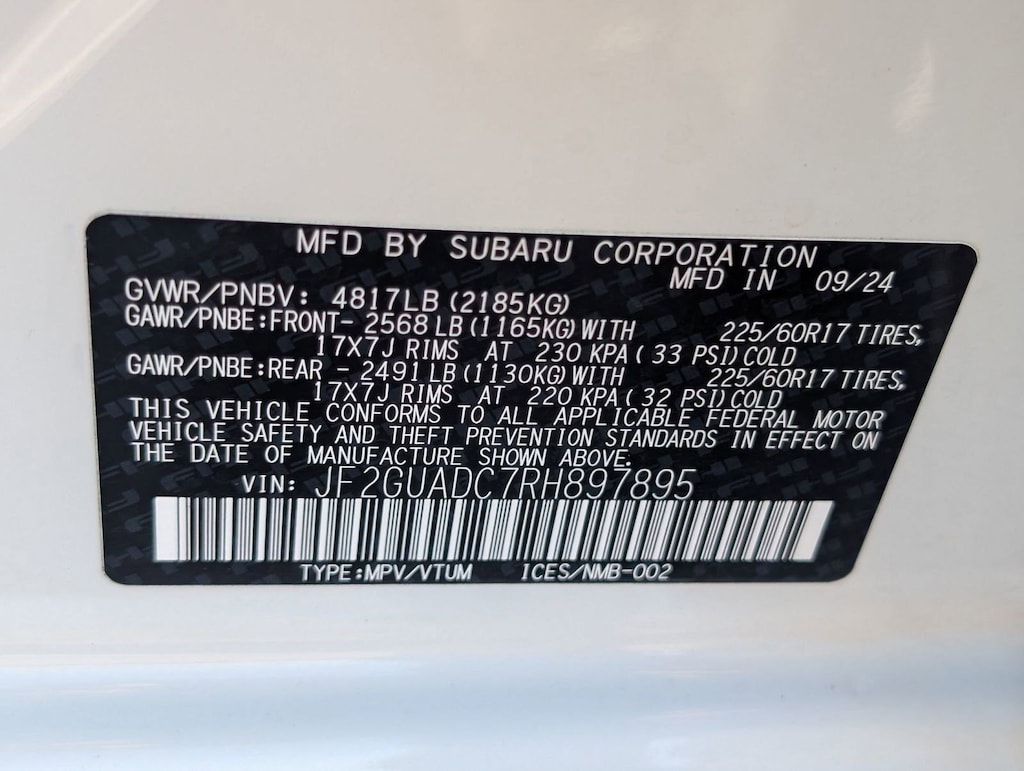 MFD BY SUBARU CORPORATION
MFD IN 09/24
GVWR/PNBV: 4817LB (2185KG)
GAWR/PNBE:FRONT- 2568 LB (1165KG) WITH 225/60R17 TIRES,
17X7J RIMS AT 230 KPA ( 33 PSI) COLD
GAWR/PNBE:REAR - 2491 LB (1130KG) WITH 225/60R17 TIRES,
17X7J RIMS AT 220 KPA ( 32 PSI) COLD
THIS VEHICLE CONFORMS TO ALL APPLICABLE FEDERAL MOTOR
VEHICLE SAFETY AND THEFT PREVENTION STANDARDS IN EFFECT ON
THE DATE OF MANUFACTURE SHOWN ABOVE.
VIN: JF2GUADC7RH897895
TYPE:MPV/VTUM ICES/NMB-002